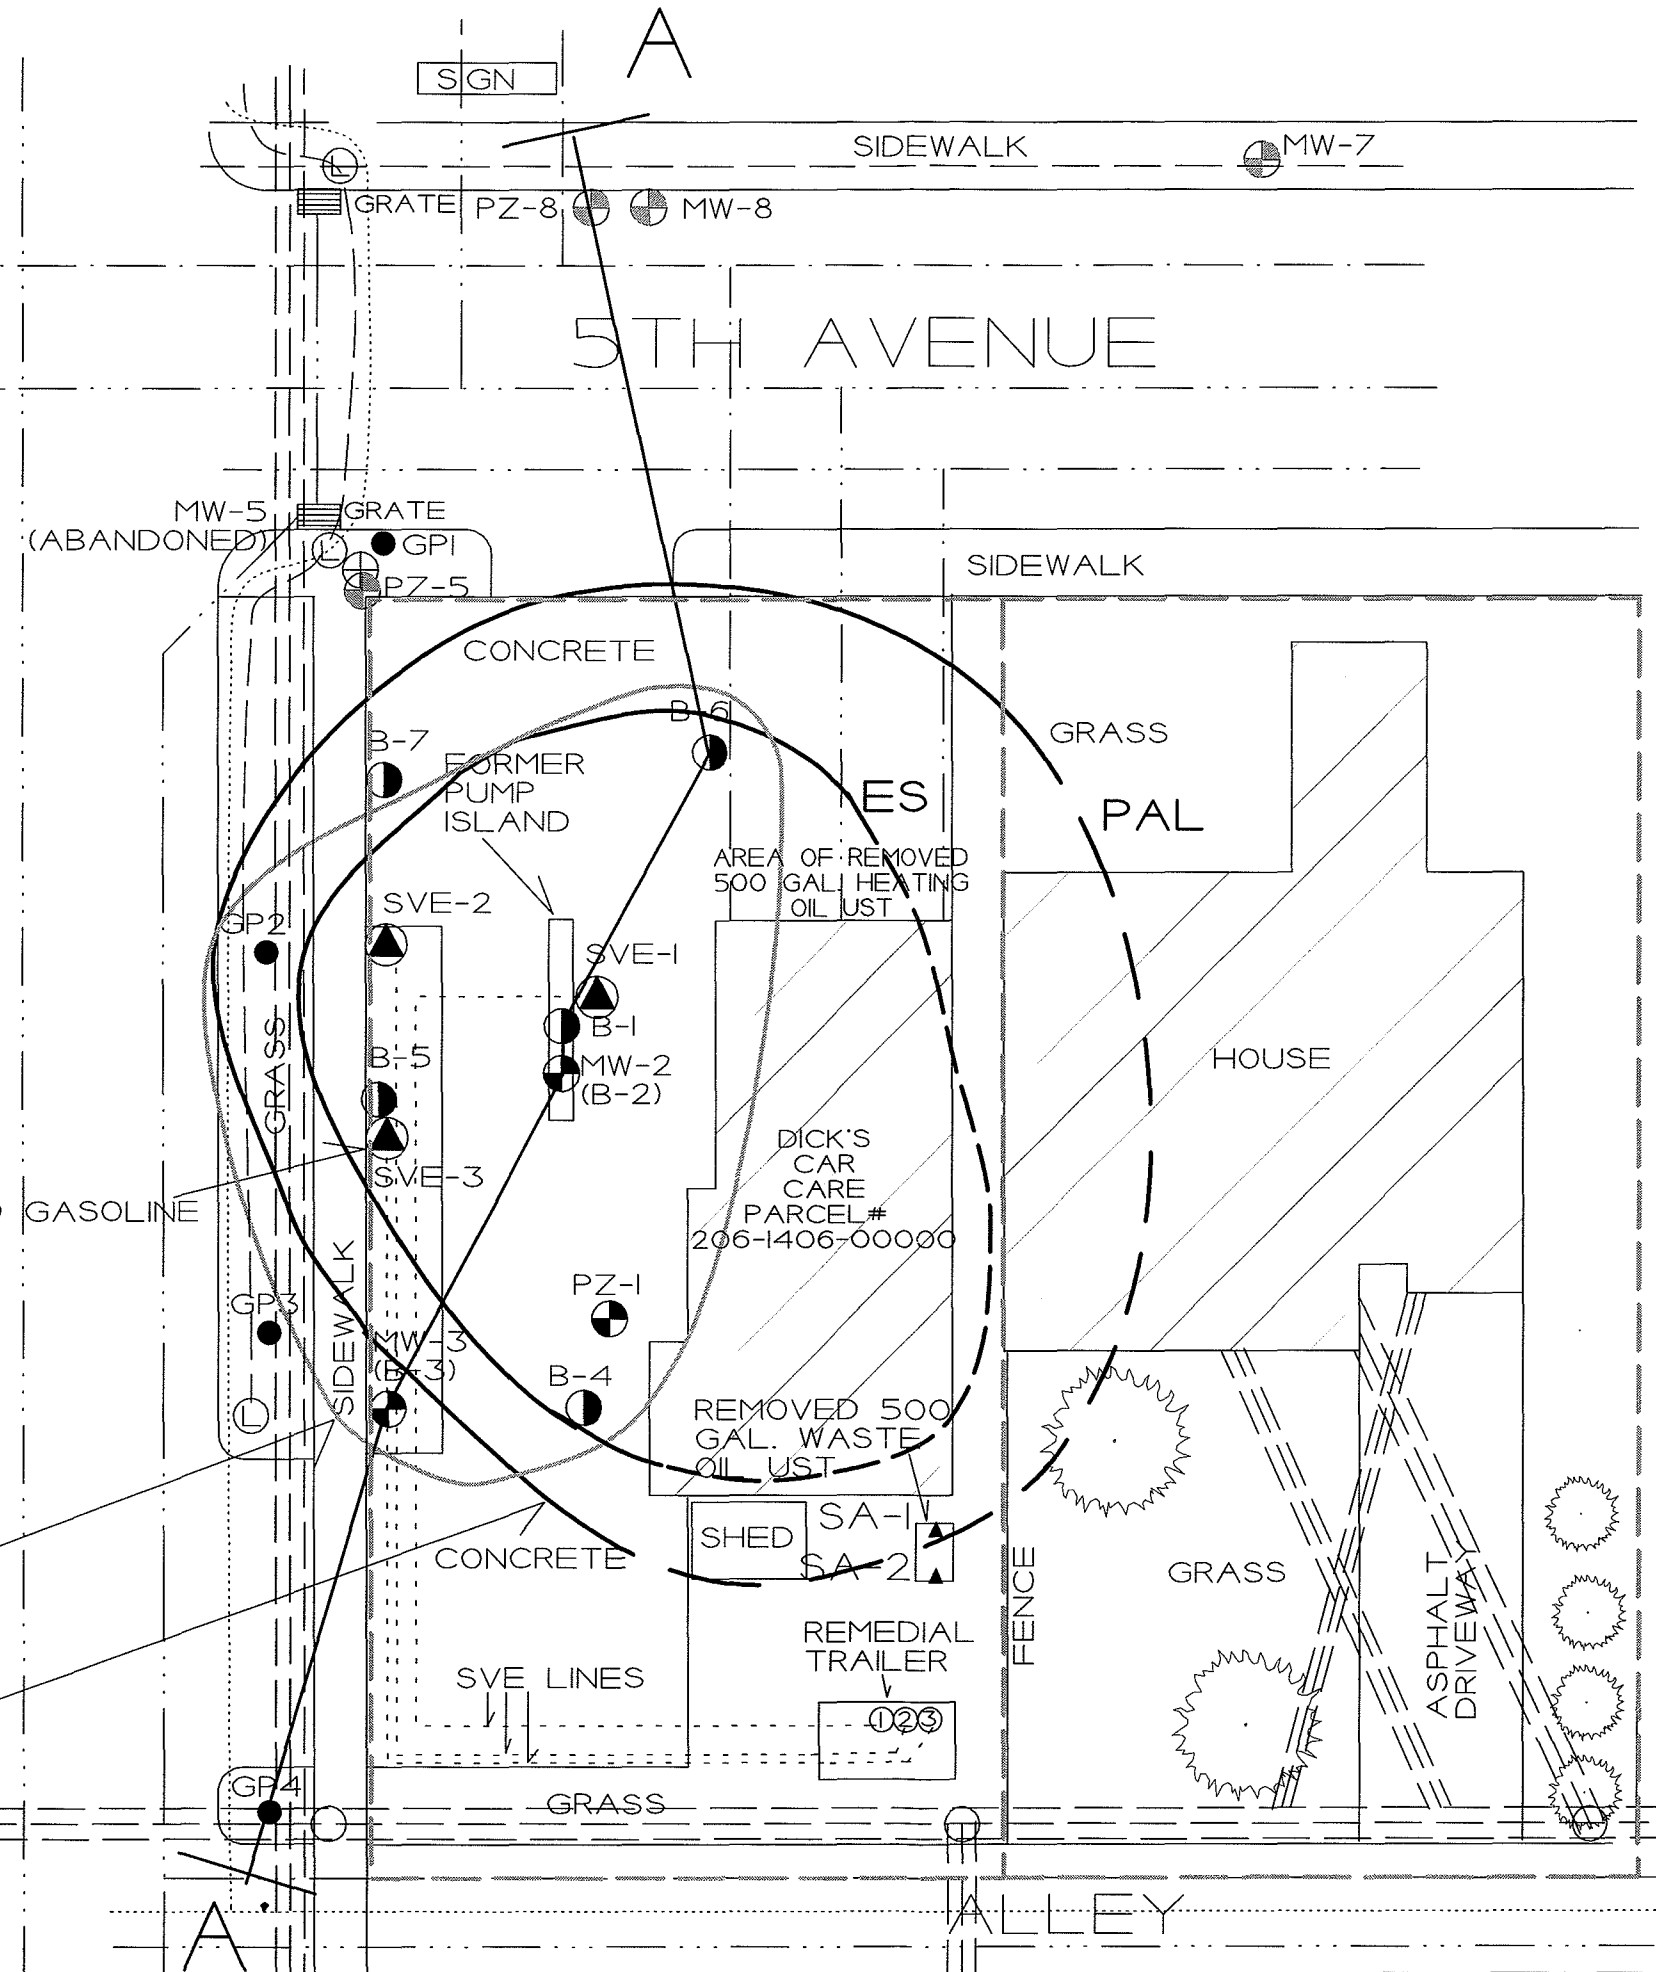 A
SIGN
SIDEWALK
MW-7
GRATE
PZ-8
MW-8
5TH AVENUE
MW-5
(ABANDONED)
GRATE
L
L
GP1
PZ-5
SIDEWALK
CONCRETE
B-6
B-7
FORMER
PUMP
ISLAND
GRASS
ES
PAL
AREA OF REMOVED
500 GAL. HEATING
OIL UST
SVE-2
GP2
SVE-1
B-1
GRASS
B-5
MW-2
(B-2)
HOUSE
DICK'S
CAR
CARE
PARCEL#
206-1406-00000
SVE-3
GASOLINE
SIDEWALK
PZ-1
GP3
MW-3
(B-3)
B-4
L
REMOVED 500
GAL. WASTE
OIL UST
SA-1
SHED
SA-2
CONCRETE
FENCE
GRASS
ASPHALT
DRIVEWAY
REMEDIAL
TRAILER
SVE LINES
1 2 3
GP4
GRASS
A'
ALLEY